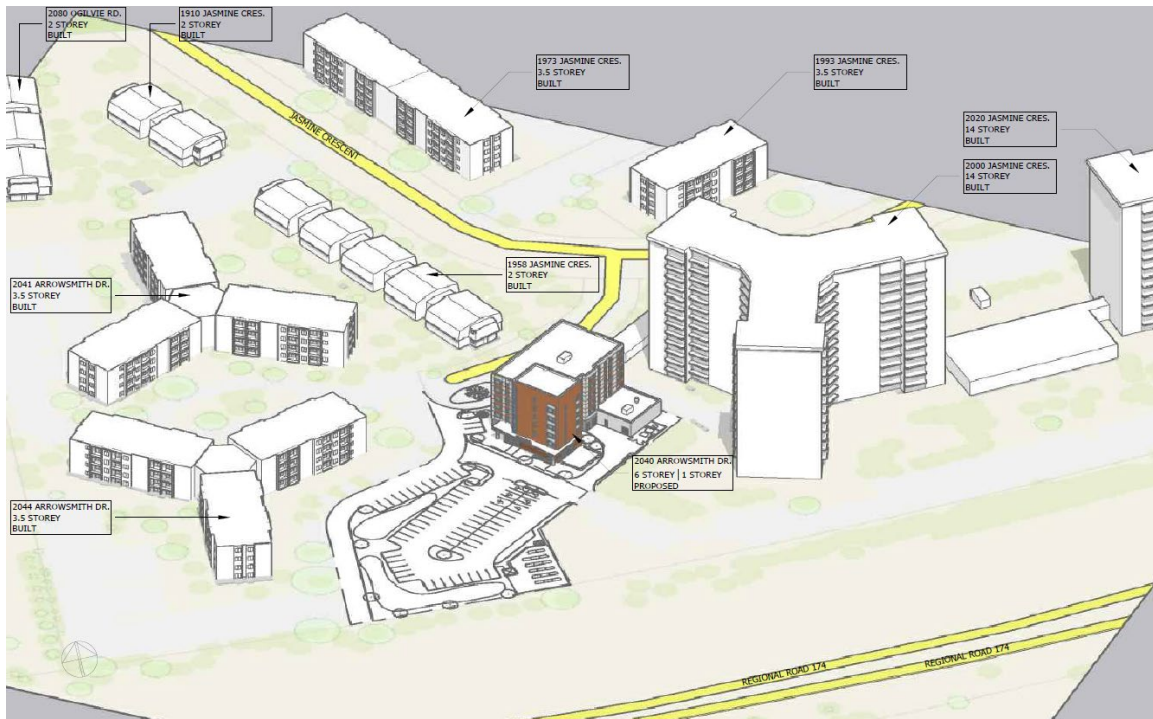 2080 OGILVIE RD.
2 STOREY
BUILT
1910 JASMINE CRES.
2 STOREY
BUILT
1973 JASMINE CRES.
3.5 STOREY
BUILT
1993 JASMINE CRES.
3.5 STOREY
BUILT
2020 JASMINE CRES.
14 STOREY
BUILT
2000 JASMINE CRES.
14 STOREY
BUILT
JASMINE CRESCENT
1958 JASMINE CRES.
2 STOREY
BUILT
2041 ARROWSMITH DR.
3.5 STOREY
BUILT
2040 ARROWSMITH DR.
6 STOREY | 1 STOREY
PROPOSED
2044 ARROWSMITH DR.
3.5 STOREY
BUILT
REGIONAL ROAD 174
REGIONAL ROAD 174